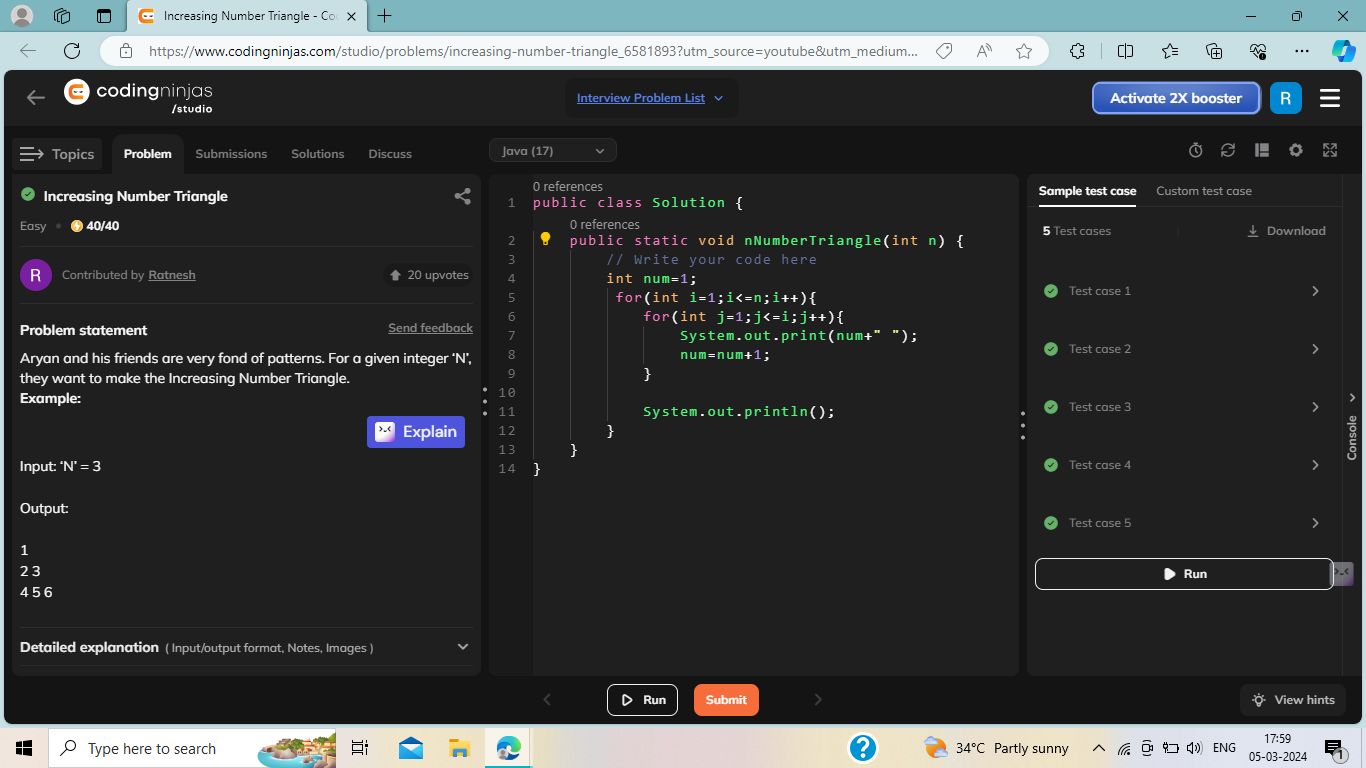 Increasing Number Triangle - Co
https://www.codingninjas.com/studio/problems/increasing-number-triangle_6581893?utm_source=youtube&utm_medium...
codingninjas
/studio
Interview Problem List
Activate 2X booster
R
Topics
Problem
Submissions
Solutions
Discuss
Java (17)
Increasing Number Triangle
Easy
40/40
R
Contributed by Ratnesh
20 upvotes
Problem statement
Send feedback
Aryan and his friends are very fond of patterns. For a given integer ‘N’,
they want to make the Increasing Number Triangle.
Example:
Explain
Input: ‘N’ = 3
Output:
1
2 3
4 5 6
Detailed explanation ( Input/output format, Notes, Images )
0 references
1 public class Solution {
0 references
2 public static void nNumberTriangle(int n) {
3 // Write your code here
4 int num=1;
5 for(int i=1;i<=n;i++){
6 for(int j=1;j<=i;j++){
7 System.out.print(num+" ");
8 num=num+1;
9 }
10
11 System.out.println();
12 }
13 }
14 }
Sample test case
Custom test case
5 Test cases
Download
Test case 1
Test case 2
Test case 3
Test case 4
Test case 5
Run
Console
Run
Submit
View hints
Type here to search
34°C Partly sunny
ENG
17:59
05-03-2024
1